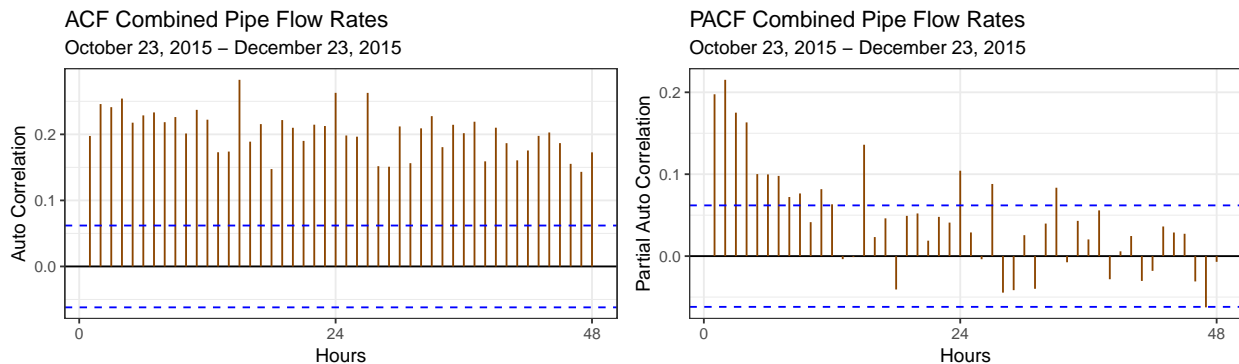 ACF Combined Pipe Flow Rates
October 23, 2015 – December 23, 2015
Auto Correlation
0.2
0.1
0.0
0
24
48
Hours
PACF Combined Pipe Flow Rates
October 23, 2015 – December 23, 2015
Partial Auto Correlation
0.2
0.1
0.0
0
24
48
Hours